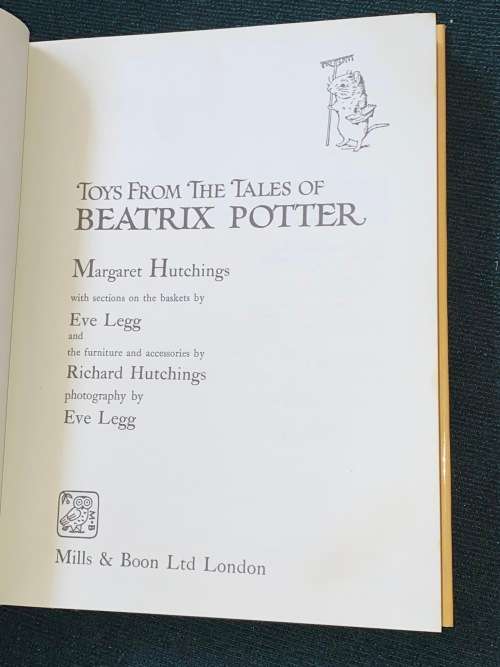 TOYS FROM THE TALES OF
BEATRIX POTTER
Margaret Hutchings
with sections on the baskets by
Eve Legg
and
the furniture and accessories by
Richard Hutchings
photography by
Eve Legg
M+B
Mills & Boon Ltd London